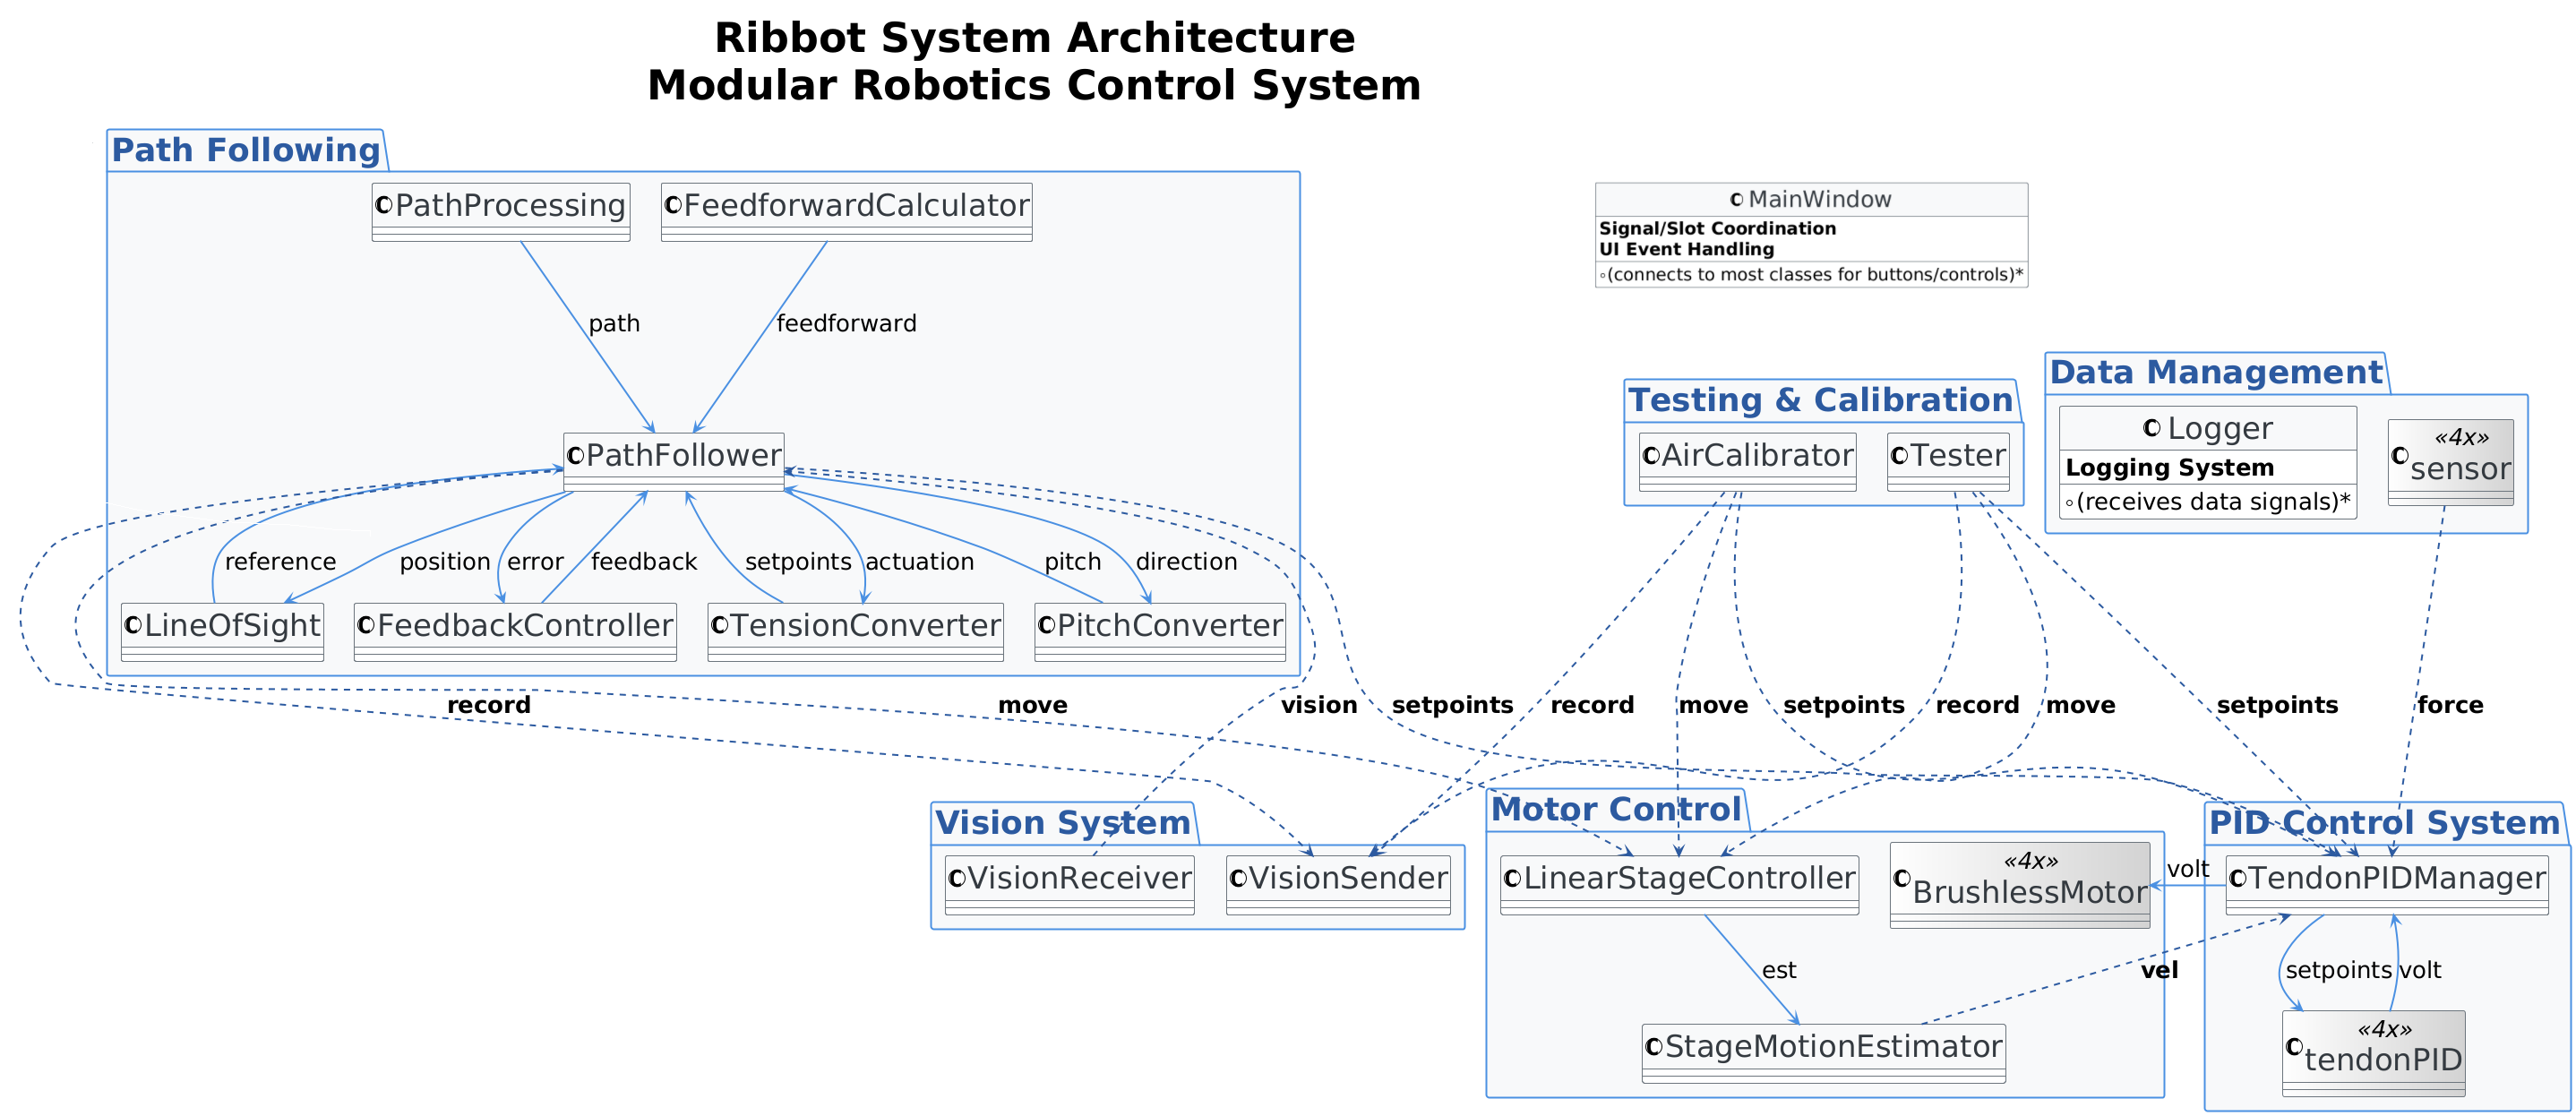 Ribbot System Architecture
Modular Robotics Control System
Path Following
C PathProcessing
C FeedforwardCalculator
C MainWindow
Signal/Slot Coordination
UI Event Handling
(connects to most classes for buttons/controls)*
path
feedforward
Data Management
Testing & Calibration
C Logger
Logging System
(receives data signals)*
«4x»
C sensor
C AirCalibrator
C Tester
C PathFollower
reference
position
error
feedback
setpoints
actuation
pitch
direction
C LineOfSight
C FeedbackController
C TensionConverter
C PitchConverter
record
move
vision
setpoints
record
move
setpoints
record
move
setpoints
force
Vision System
C VisionReceiver
C VisionSender
Motor Control
C LinearStageController
«4x»
C BrushlessMotor
volt
PID Control System
C TendonPIDManager
est
vel
setpoints
volt
C StageMotionEstimator
«4x»
C tendonPID